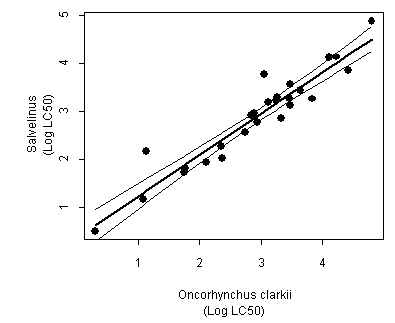 Salvelinus
(Log LC50)
5
4
3
2
1
1 2 3 4
Oncorhynchus clarkii
(Log LC50)